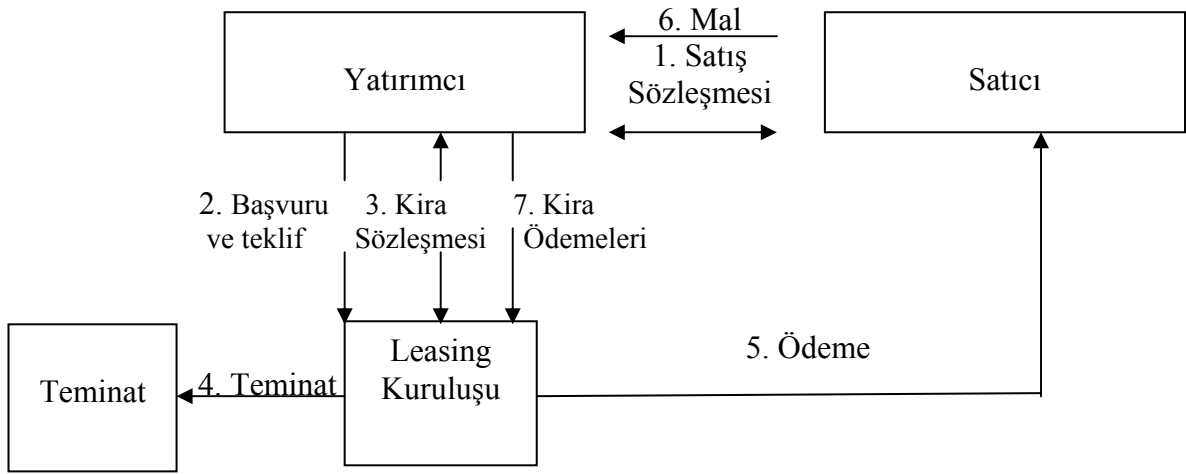 6. Mal
1. Satış
Sözleşmesi
Yatırımcı
Satıcı
2. Başvuru
ve teklif
3. Kira
Sözleşmesi
7. Kira
Ödemeleri
Leasing
Kuruluşu
5. Ödeme
Teminat
4. Teminat